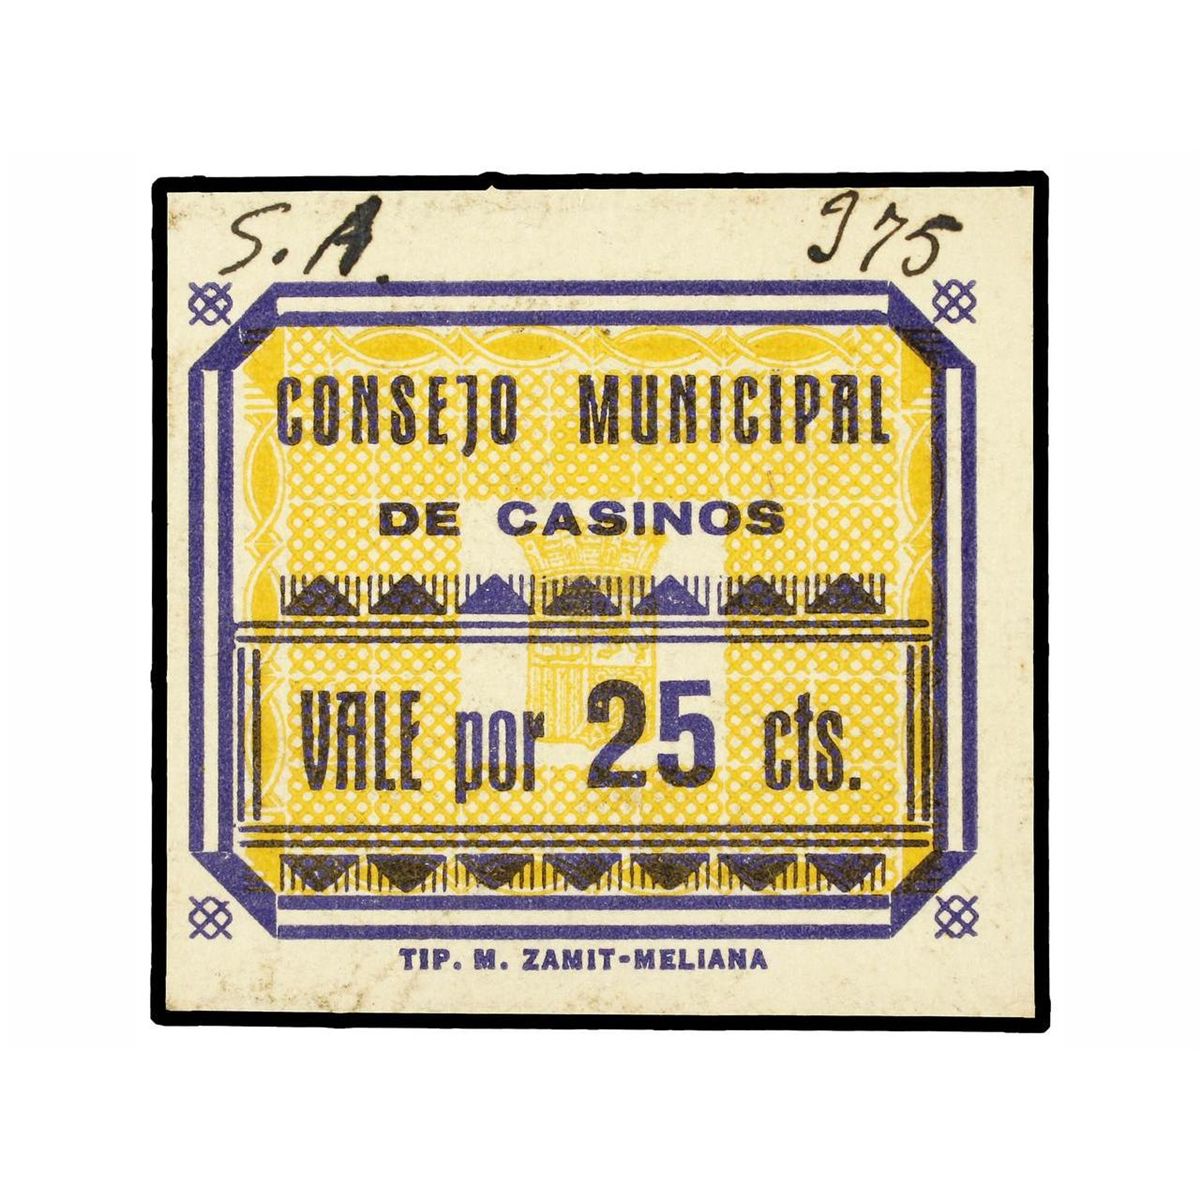 S.A. 975
CONSEJO MUNICIPAL
DE CASINOS
VALE por 25 cts.
TIP. M. ZAMIT-MELIANA